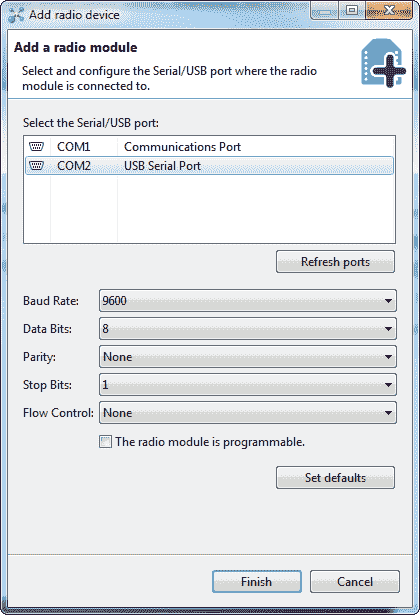 Add radio device
Add a radio module
Select and configure the Serial/USB port where the radio
module is connected to.
Select the Serial/USB port:
COM1 Communications Port
COM2 USB Serial Port
Refresh ports
Baud Rate: 9600
Data Bits: 8
Parity: None
Stop Bits: 1
Flow Control: None
The radio module is programmable.
Set defaults
Finish Cancel